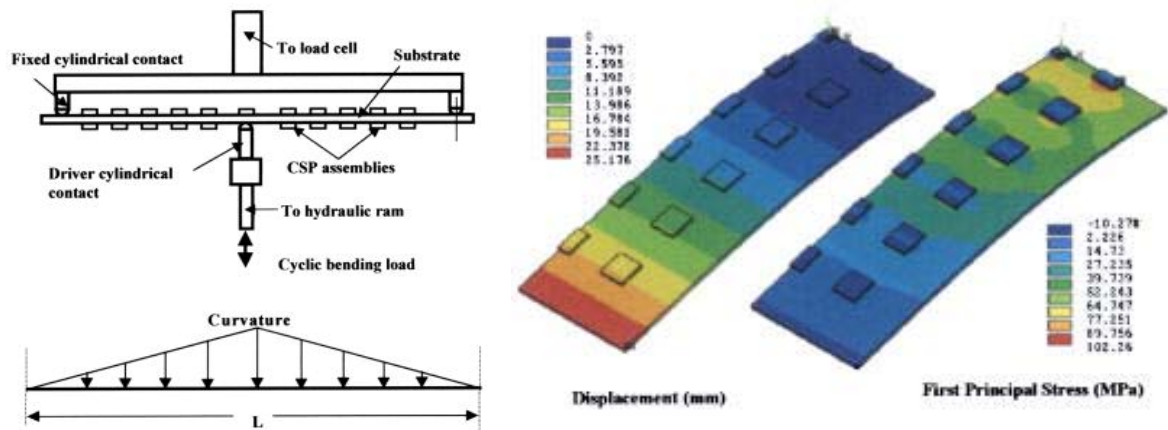 To load cell
Fixed cylindrical contact
Substrate
Driver cylindrical
contact
CSP assemblies
To hydraulic ram
Cyclic bending load
Curvature
L
0
2.797
5.595
8.392
11.189
13.986
16.784
19.581
22.378
25.176
Displacement (mm)
-10.278
2.226
14.73
27.235
39.739
52.243
64.747
77.251
89.756
102.26
First Principal Stress (MPa)